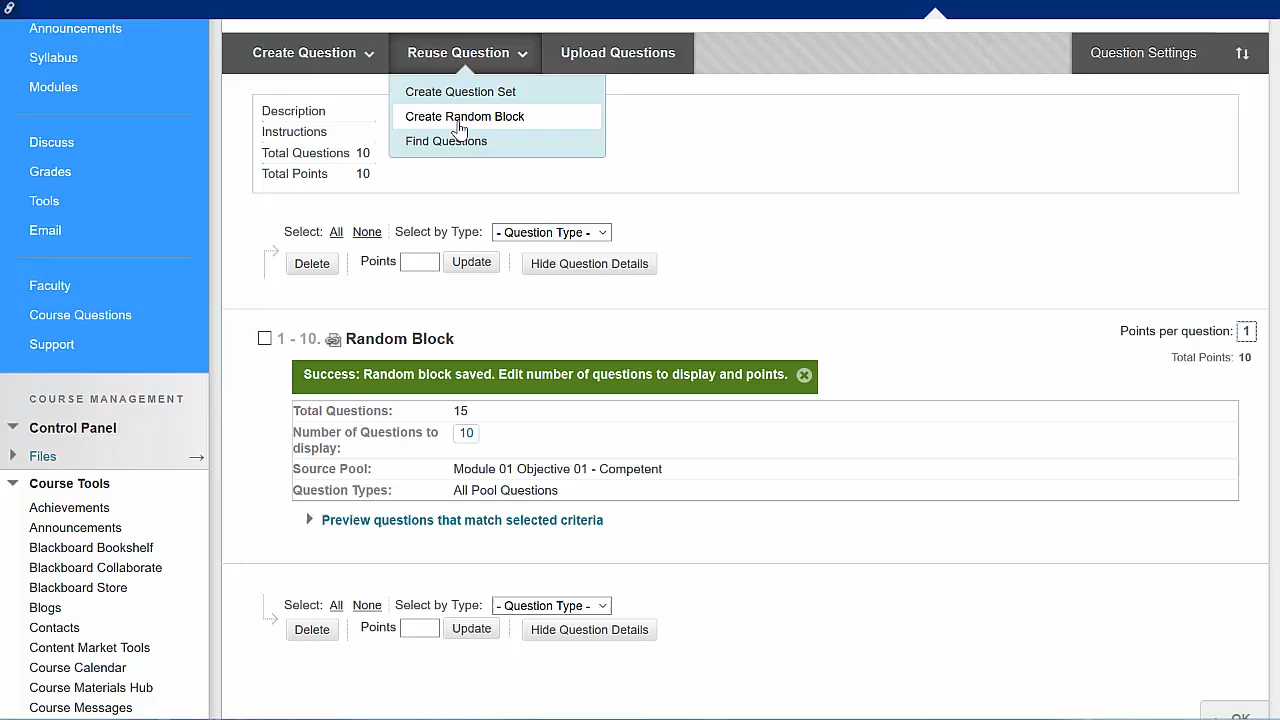 Announcements
Syllabus
Modules
Discuss
Grades
Tools
Email
Faculty
Course Questions
Support
COURSE MANAGEMENT
Control Panel
Files
Course Tools
Achievements
Announcements
Blackboard Bookshelf
Blackboard Collaborate
Blackboard Store
Blogs
Contacts
Content Market Tools
Course Calendar
Course Materials Hub
Course Messages
Create Question
Reuse Question
Upload Questions
Question Settings
Create Question Set
Create Random Block
Find Questions
Description
Instructions
Total Questions 10
Total Points 10
Select: All None Select by Type: - Question Type -
Delete Points Update Hide Question Details
1 - 10. Random Block
Points per question: 1
Total Points: 10
Success: Random block saved. Edit number of questions to display and points.
Total Questions: 15
Number of Questions to display: 10
Source Pool: Module 01 Objective 01 - Competent
Question Types: All Pool Questions
Preview questions that match selected criteria
Select: All None Select by Type: - Question Type -
Delete Points Update Hide Question Details
OK